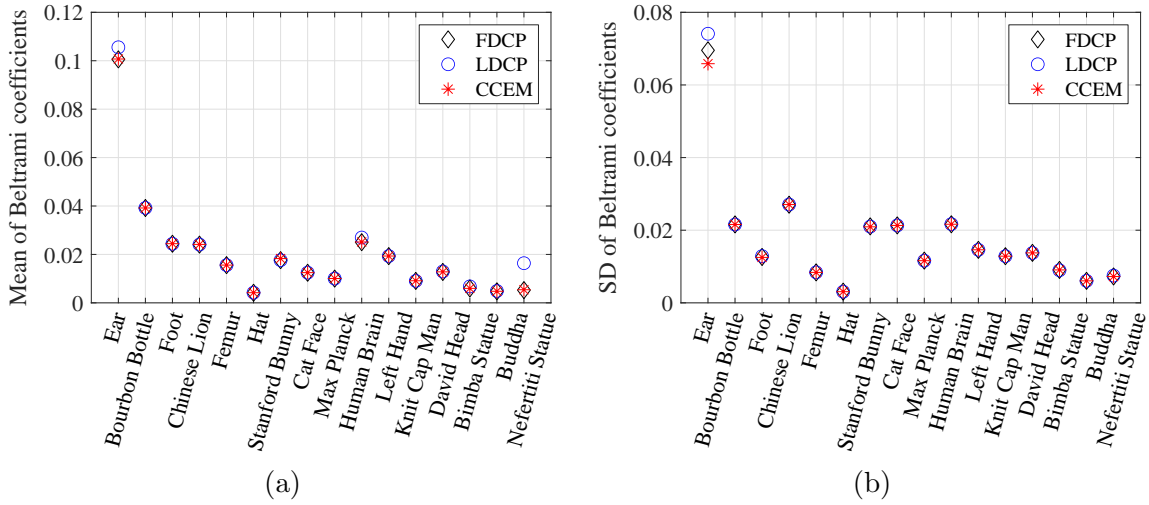 Mean of Beltrami coefficients
0.12
0.1
0.08
0.06
0.04
0.02
0
FDCP
LDCP
CCEM
Ear
Bourbon Bottle
Foot
Chinese Lion
Femur
Hat
Stanford Bunny
Cat Face
Max Planck
Human Brain
Left Hand
Knit Cap Man
David Head
Bimba Statue
Buddha
Nefertiti Statue
(a)
SD of Beltrami coefficients
0.08
0.06
0.04
0.02
0
FDCP
LDCP
CCEM
Ear
Bourbon Bottle
Foot
Chinese Lion
Femur
Hat
Stanford Bunny
Cat Face
Max Planck
Human Brain
Left Hand
Knit Cap Man
David Head
Bimba Statue
Buddha
Nefertiti Statue
(b)